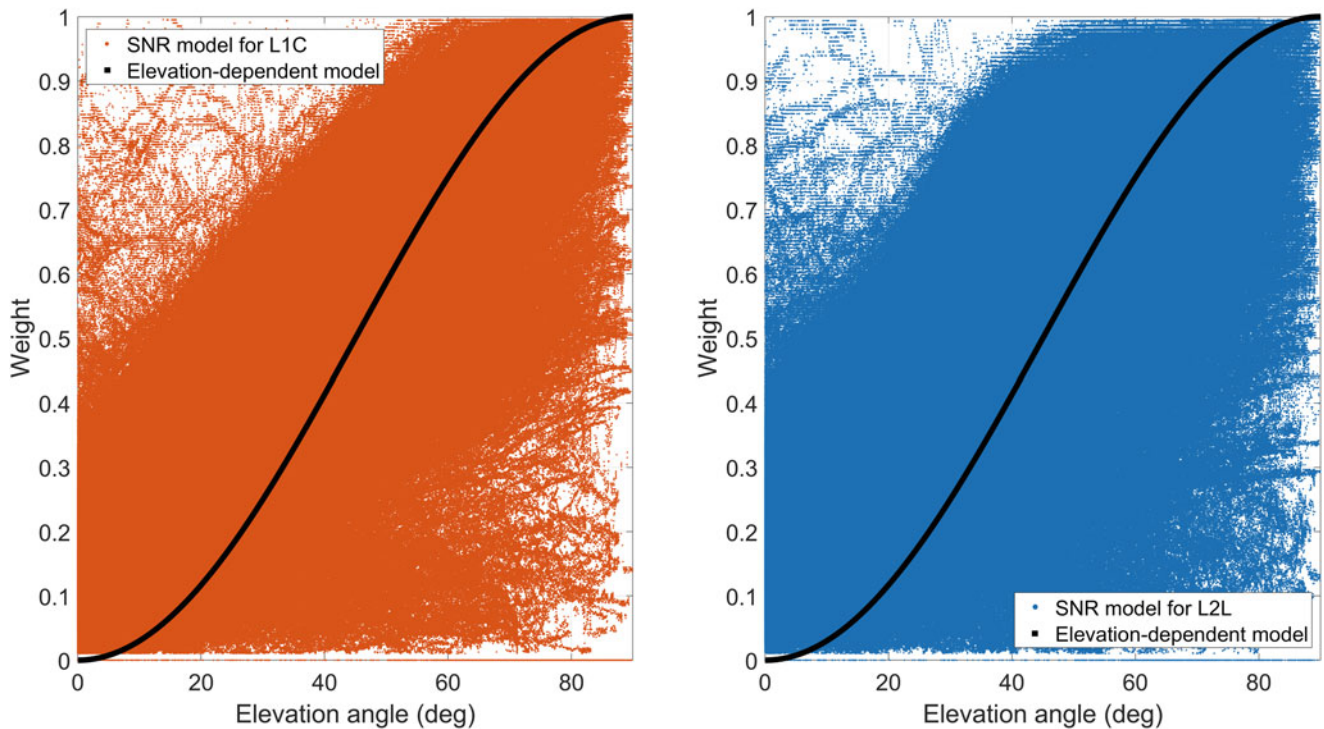 1
0.9
0.8
0.7
0.6
0.5
0.4
0.3
0.2
0.1
0
Weight
SNR model for L1C
Elevation-dependent model
0 20 40 60 80
Elevation angle (deg)
1
0.9
0.8
0.7
0.6
0.5
0.4
0.3
0.2
0.1
0
Weight
SNR model for L2L
Elevation-dependent model
0 20 40 60 80
Elevation angle (deg)